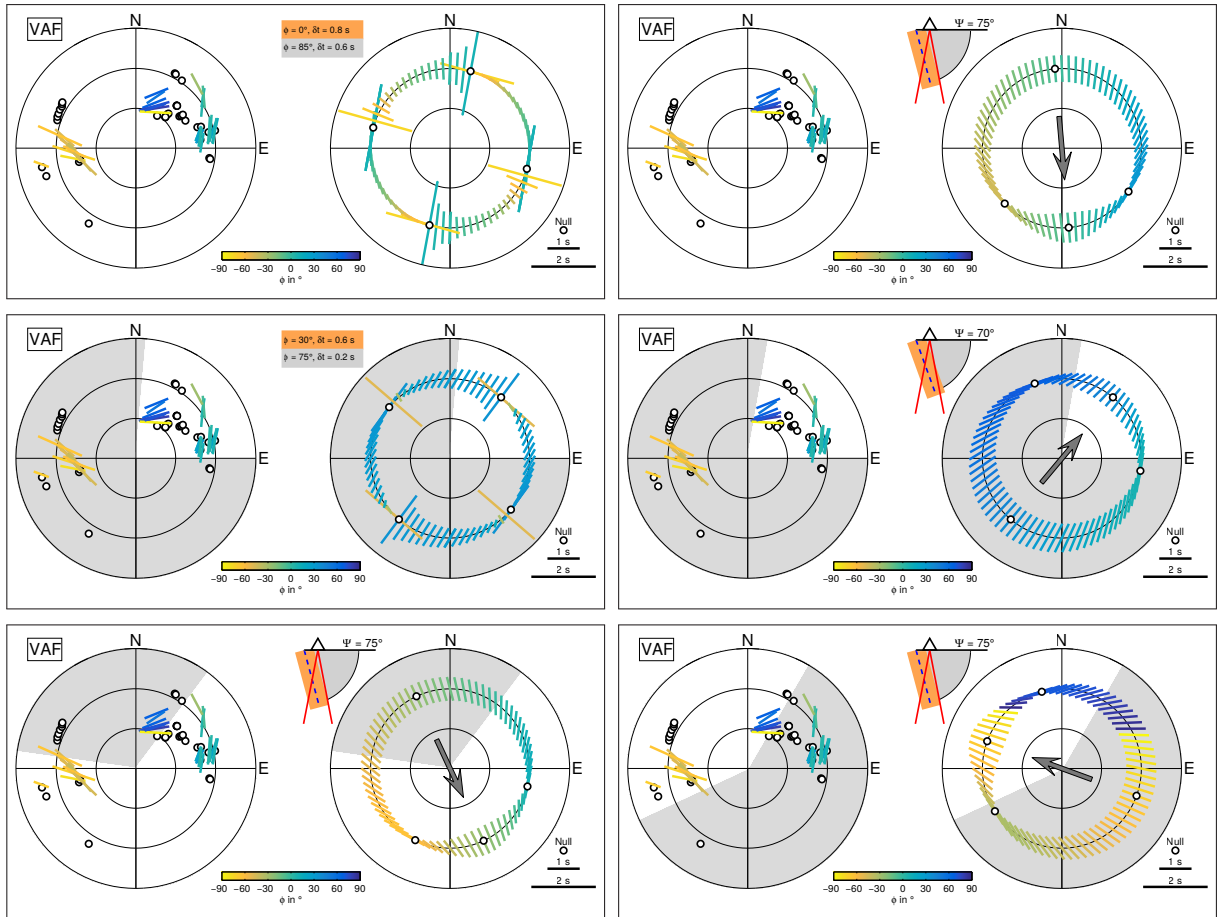 VAF
N
E
ϕ = 0°, δt = 0.8 s
ϕ = 85°, δt = 0.6 s
N
E
Null
1 s
2 s
−90 −60 −30 0 30 60 90
ϕ in °
VAF
N
E
Ψ = 75°
N
E
Null
1 s
2 s
−90 −60 −30 0 30 60 90
ϕ in °
VAF
N
E
ϕ = 30°, δt = 0.6 s
ϕ = 75°, δt = 0.2 s
N
E
Null
1 s
2 s
−90 −60 −30 0 30 60 90
ϕ in °
VAF
N
E
Ψ = 70°
N
E
Null
1 s
2 s
−90 −60 −30 0 30 60 90
ϕ in °
VAF
N
E
Ψ = 75°
N
E
Null
1 s
2 s
−90 −60 −30 0 30 60 90
ϕ in °
VAF
N
E
Ψ = 75°
N
E
Null
1 s
2 s
−90 −60 −30 0 30 60 90
ϕ in °